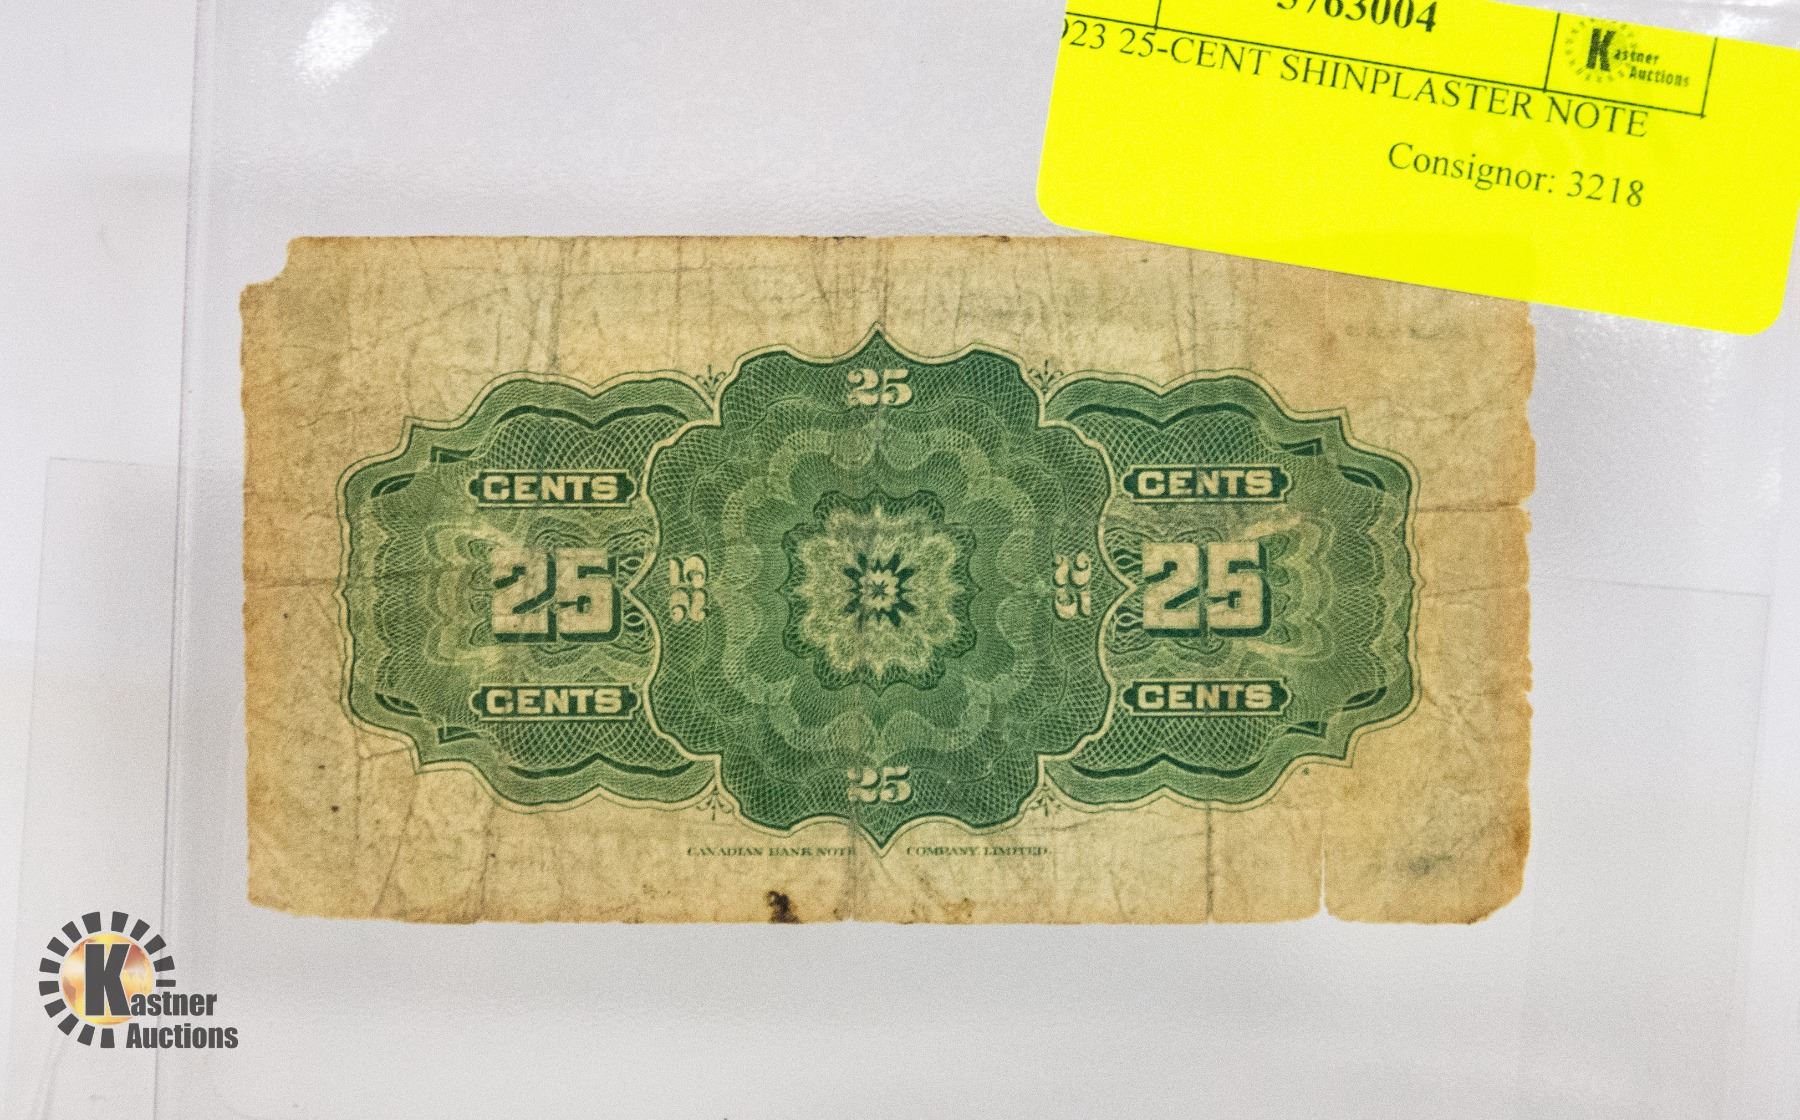 3763004
Kastner
Auctions
923 25-CENT SHINPLASTER NOTE
Consignor: 3218
25
CENTS
CENTS
25
25
25
25
CENTS
CENTS
25
CANADIAN BANK NOTE COMPANY, LIMITED.
Kastner
Auctions